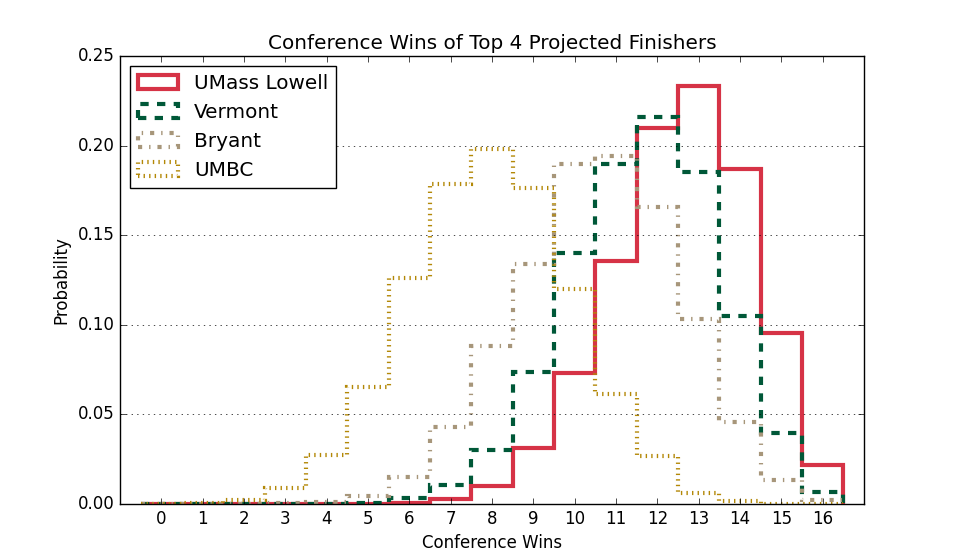 Conference Wins of Top 4 Projected Finishers
UMass Lowell
Vermont
Bryant
UMBC
Probability
0.25
0.20
0.15
0.10
0.05
0.00
0 1 2 3 4 5 6 7 8 9 10 11 12 13 14 15 16
Conference Wins